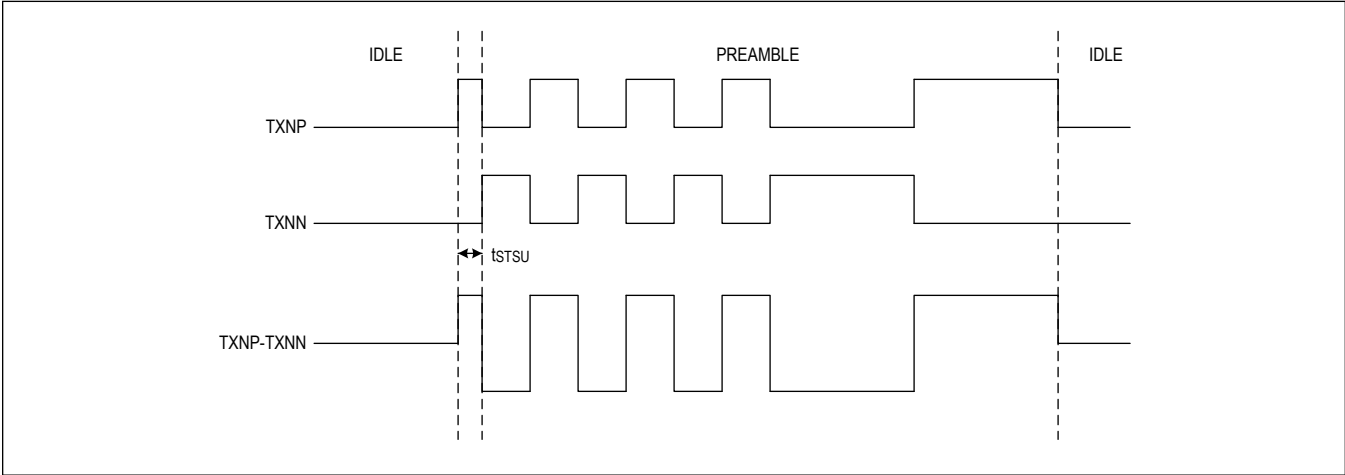 IDLE
PREAMBLE
IDLE
TXNP
TXNN
tSTSU
TXNP-TXNN